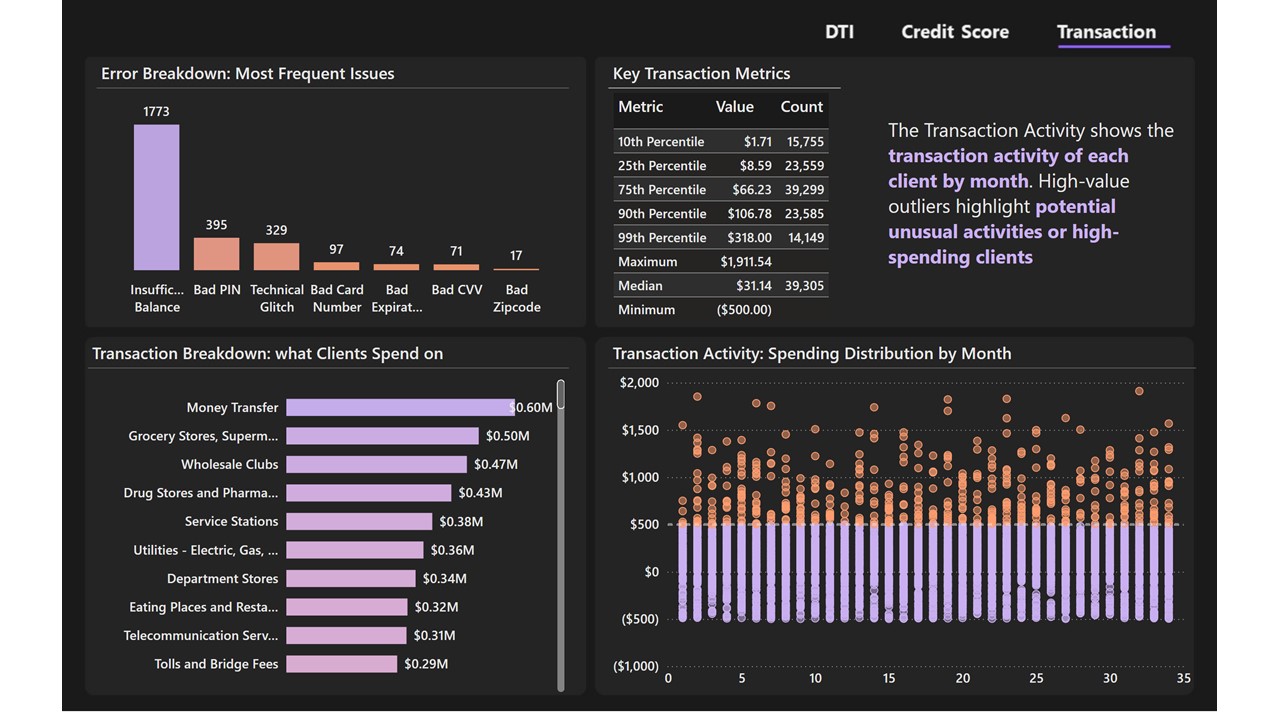 DTI Credit Score Transaction
Error Breakdown: Most Frequent Issues
1773
395
329
97
74
71
17
Insuffic... Bad PIN Technical Bad Card Bad Bad CVV Bad
Balance Glitch Number Expirat... Zipcode
Key Transaction Metrics
Metric Value Count
10th Percentile $1.71 15,755
25th Percentile $8.59 23,559
75th Percentile $66.23 39,299
90th Percentile $106.78 23,585
99th Percentile $318.00 14,149
Maximum $1,911.54
Median $31.14 39,305
Minimum ($500.00)
The Transaction Activity shows the
transaction activity of each
client by month. High-value
outliers highlight potential
unusual activities or high-
spending clients
Transaction Breakdown: what Clients Spend on
Money Transfer $0.60M
Grocery Stores, Superm... $0.50M
Wholesale Clubs $0.47M
Drug Stores and Pharma... $0.43M
Service Stations $0.38M
Utilities - Electric, Gas, ... $0.36M
Department Stores $0.34M
Eating Places and Resta... $0.32M
Telecommunication Serv... $0.31M
Tolls and Bridge Fees $0.29M
Transaction Activity: Spending Distribution by Month
$2,000
$1,500
$1,000
$500
$0
($500)
($1,000)
0 5 10 15 20 25 30 35